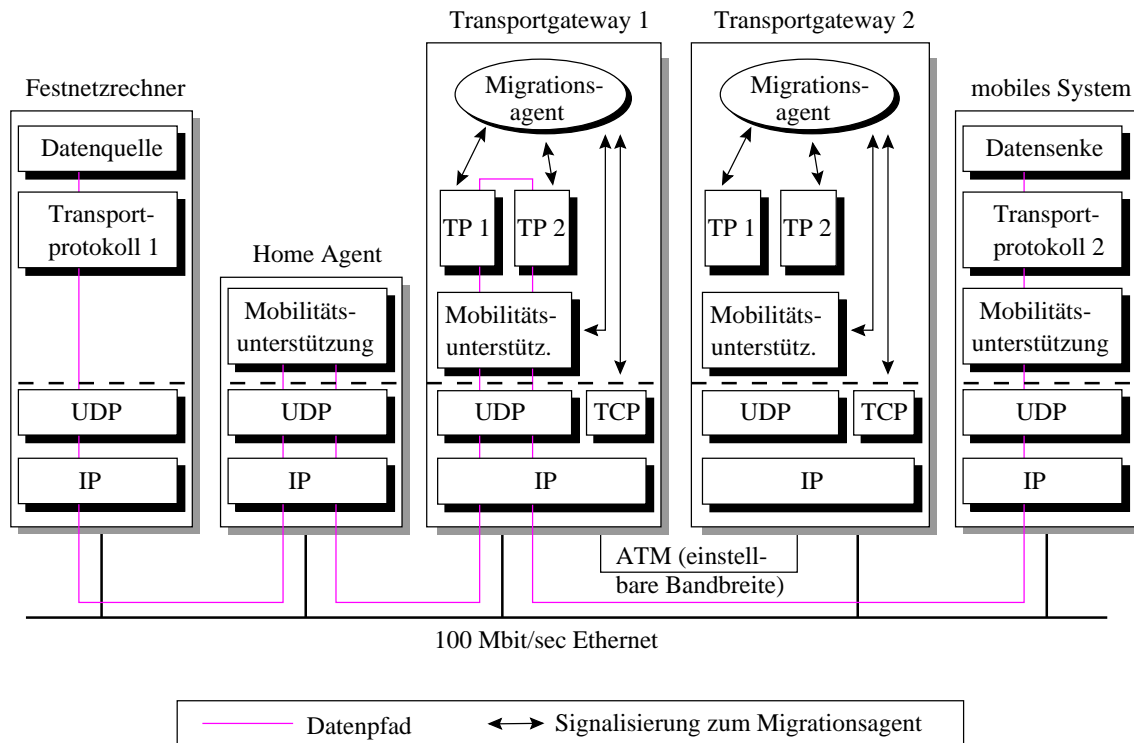 Transportgateway 1
Transportgateway 2
Festnetzrechner
mobiles System
Migrations-
agent
Migrations-
agent
Datenquelle
Datensenke
Transport-
protokoll 1
TP 1
TP 2
TP 1
TP 2
Transport-
protokoll 2
Home Agent
Mobilitäts-
unterstützung
Mobilitäts-
unterstütz.
Mobilitäts-
unterstütz.
Mobilitäts-
unterstützung
UDP
UDP
UDP
TCP
UDP
TCP
UDP
IP
IP
IP
IP
IP
ATM (einstell-
bare Bandbreite)
100 Mbit/sec Ethernet
Datenpfad
Signalisierung zum Migrationsagent